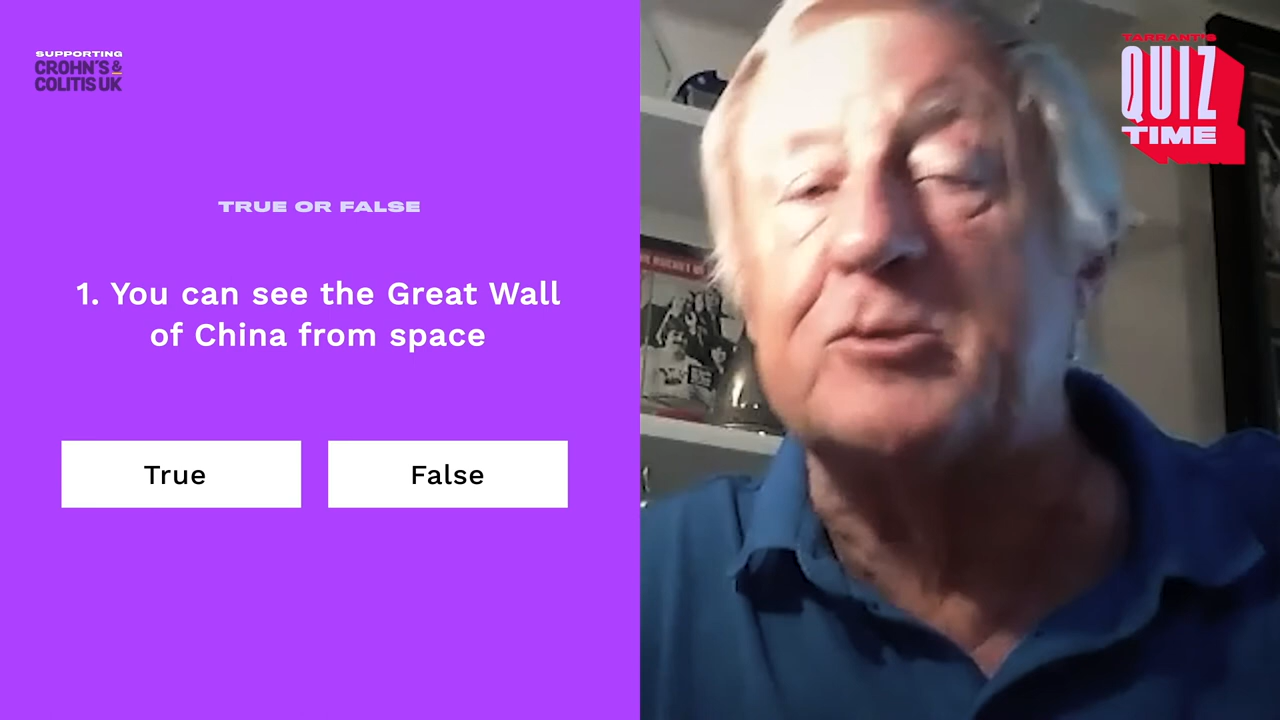 SUPPORTING
CROHN'S &
COLITIS UK
TARRANT'S
QUIZ
TIME
TRUE OR FALSE
1. You can see the Great Wall
of China from space
True
False